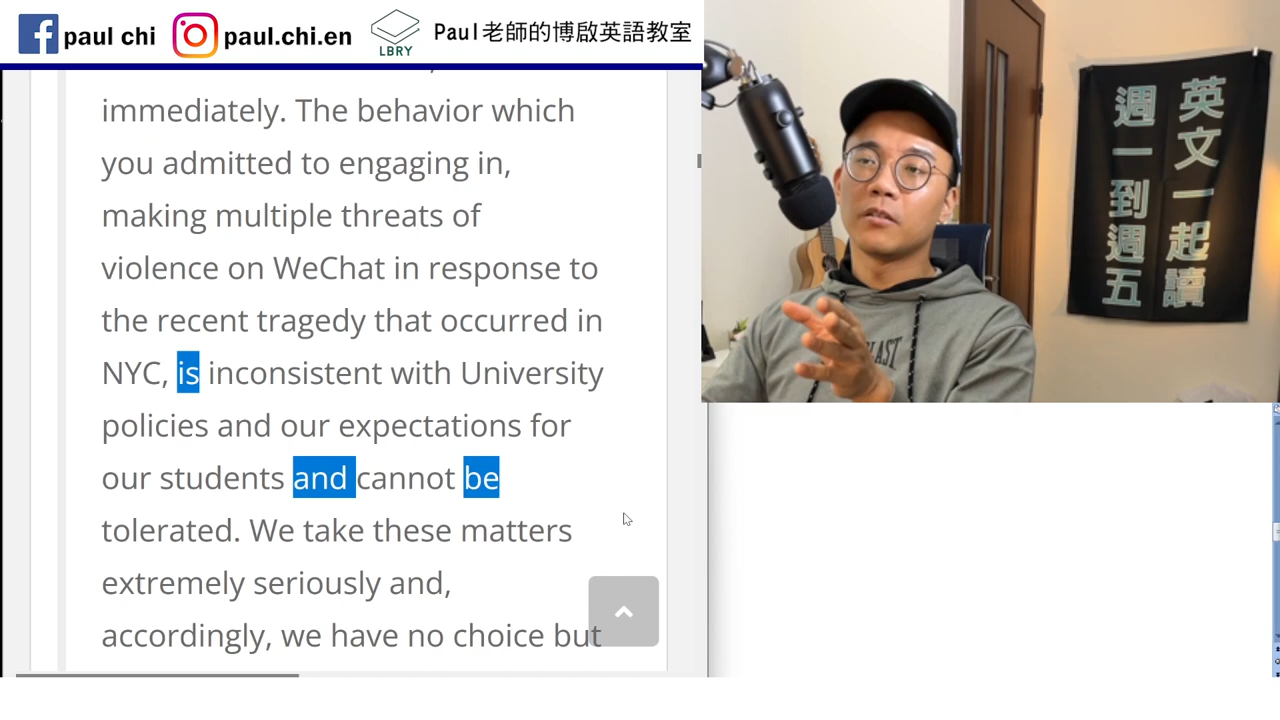 paul chi
paul.chi.en
LBRY
Paul老師的博啟英語教室
immediately. The behavior which
you admitted to engaging in,
making multiple threats of
violence on WeChat in response to
the recent tragedy that occurred in
NYC, is inconsistent with University
policies and our expectations for
our students and cannot be
tolerated. We take these matters
extremely seriously and,
accordingly, we have no choice but
英文一起讀
週一到週五